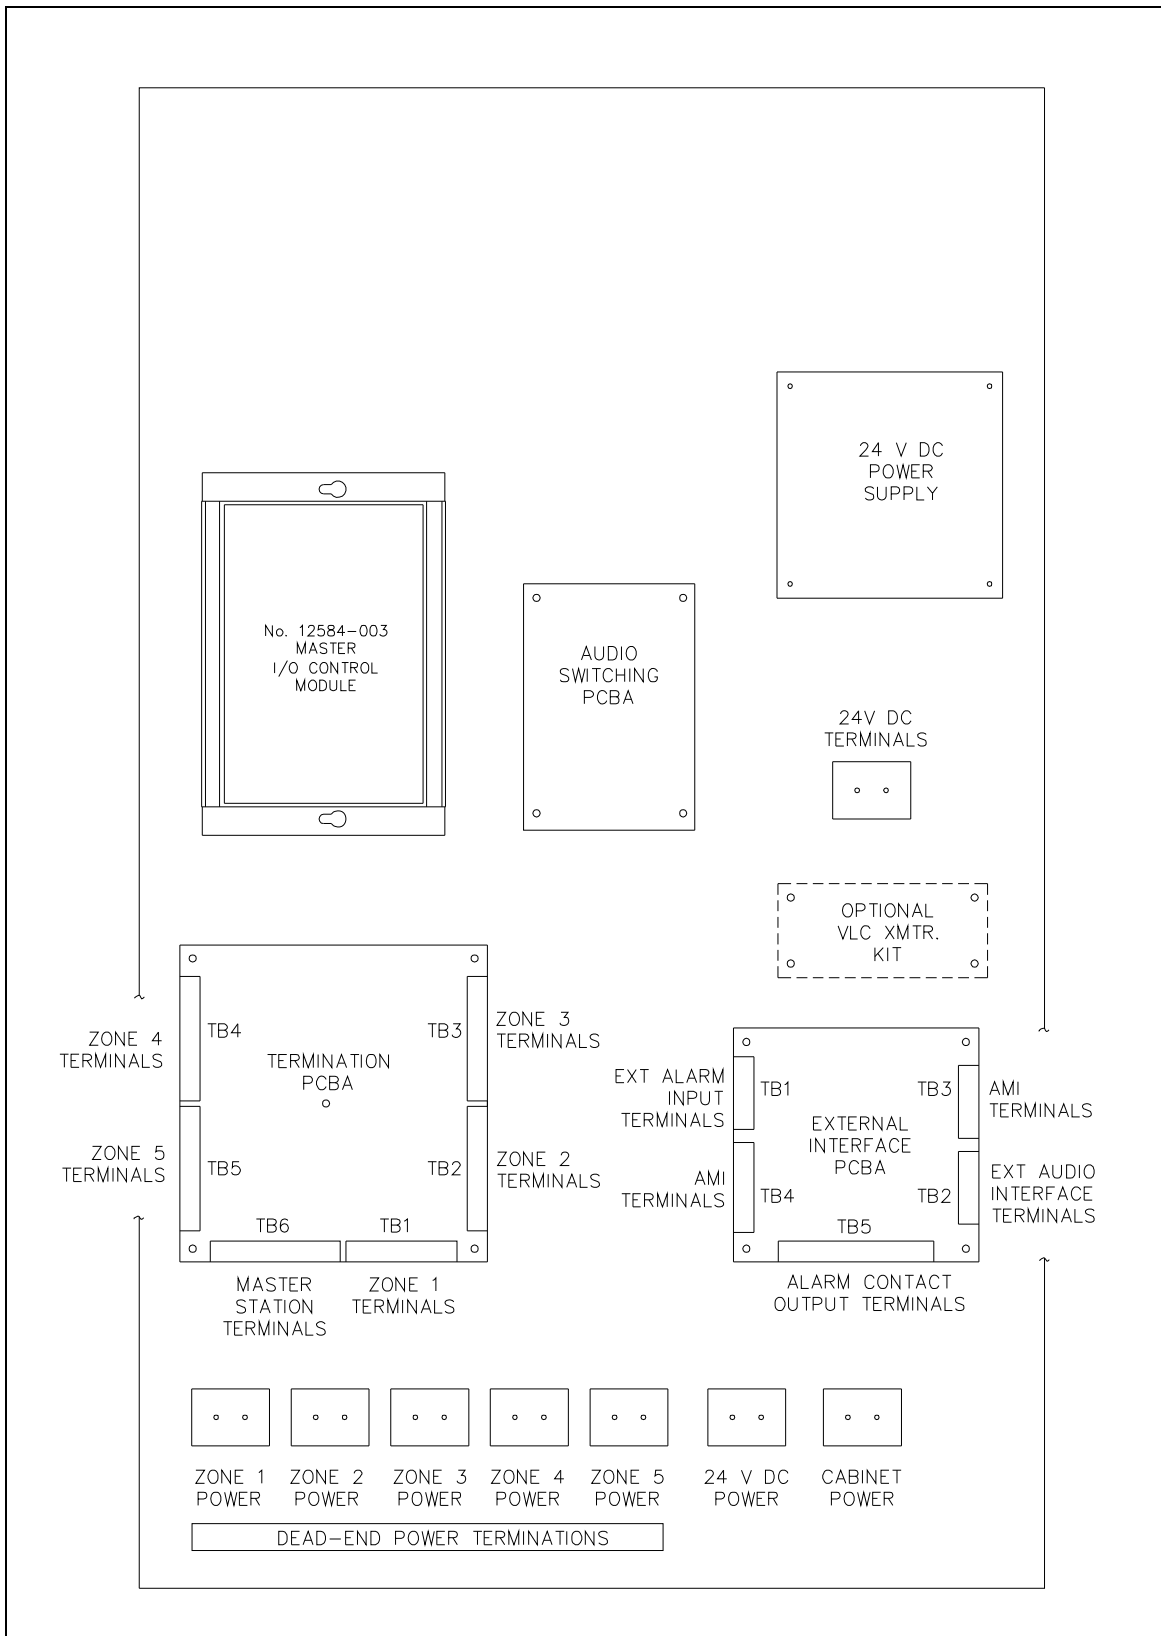 24 V DC
POWER
SUPPLY
No. 12584-003
MASTER
I/O CONTROL
MODULE
AUDIO
SWITCHING
PCBA
24V DC
TERMINALS
OPTIONAL
VLC XMTR.
KIT
ZONE 4
TERMINALS
TB4
TB3
ZONE 3
TERMINALS
TERMINATION
PCBA
ZONE 5
TERMINALS
TB5
TB2
ZONE 2
TERMINALS
TB6
TB1
MASTER
STATION
TERMINALS
ZONE 1
TERMINALS
EXT ALARM
INPUT
TERMINALS
TB1
TB3
AMI
TERMINALS
EXTERNAL
INTERFACE
PCBA
AMI
TERMINALS
TB4
TB2
EXT AUDIO
INTERFACE
TERMINALS
TB5
ALARM CONTACT
OUTPUT TERMINALS
ZONE 1
POWER
ZONE 2
POWER
ZONE 3
POWER
ZONE 4
POWER
ZONE 5
POWER
24 V DC
POWER
CABINET
POWER
DEAD-END POWER TERMINATIONS